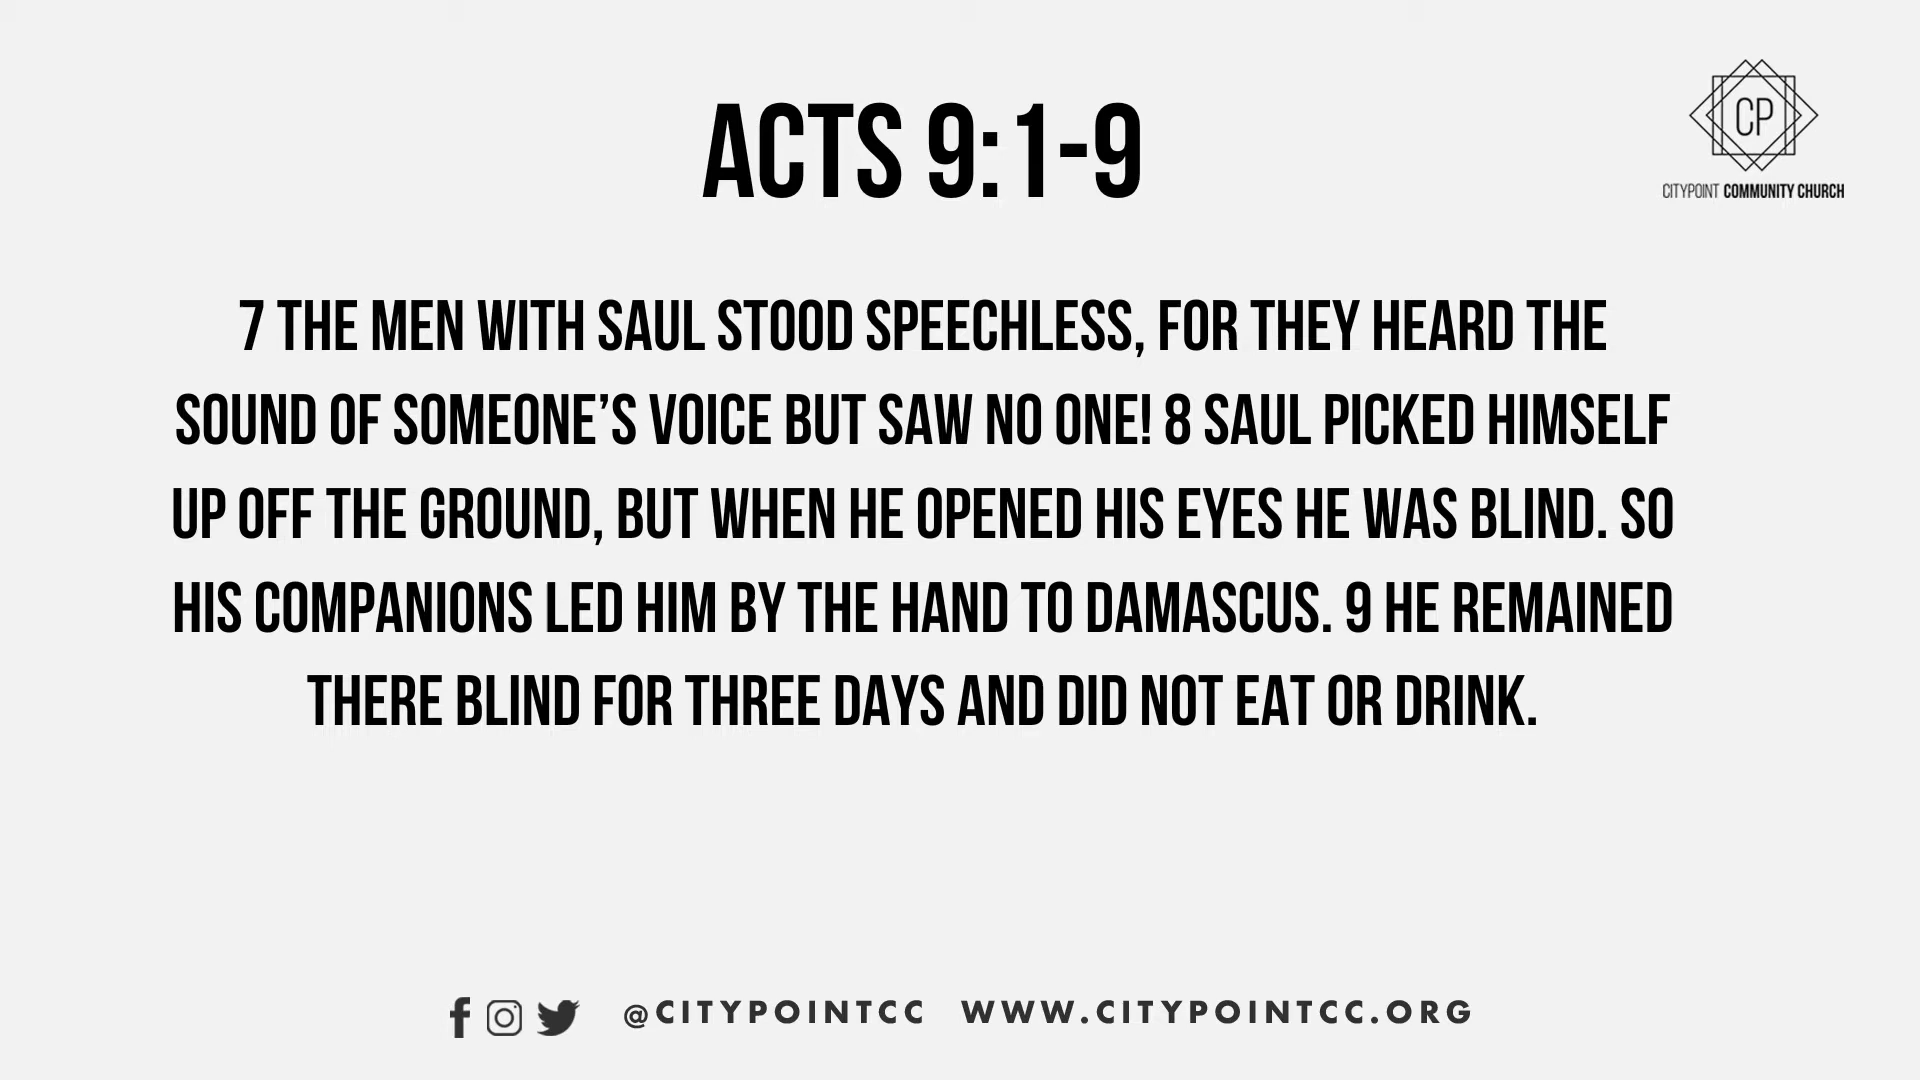 ACTS 9:1-9
CP
CITYPOINT COMMUNITY CHURCH
7 THE MEN WITH SAUL STOOD SPEECHLESS, FOR THEY HEARD THE
SOUND OF SOMEONE’S VOICE BUT SAW NO ONE! 8 SAUL PICKED HIMSELF
UP OFF THE GROUND, BUT WHEN HE OPENED HIS EYES HE WAS BLIND. SO
HIS COMPANIONS LED HIM BY THE HAND TO DAMASCUS. 9 HE REMAINED
THERE BLIND FOR THREE DAYS AND DID NOT EAT OR DRINK.
@CITYPOINTCC WWW.CITYPOINTCC.ORG